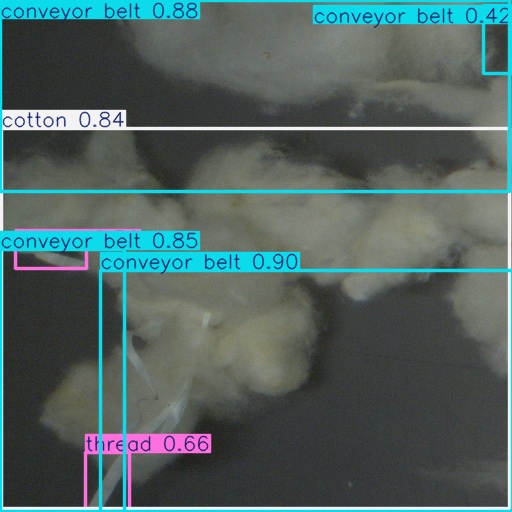 conveyor belt 0.88
conveyor belt 0.42
cotton 0.84
conveyor belt 0.85
conveyor belt 0.90
thread 0.66